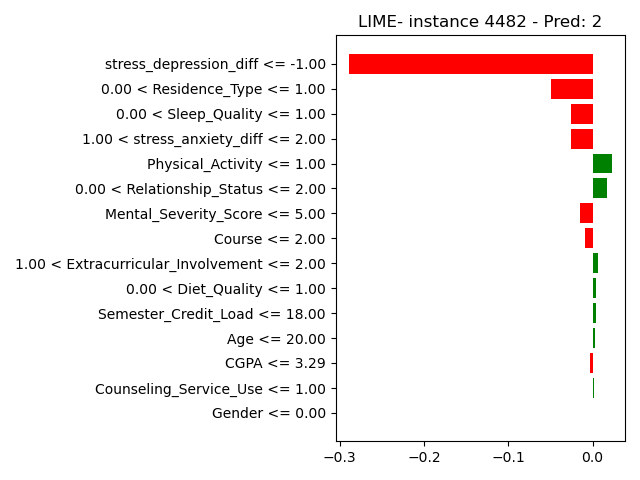 LIME- instance 4482 - Pred: 2
stress_depression_diff <= -1.00
0.00 < Residence_Type <= 1.00
0.00 < Sleep_Quality <= 1.00
1.00 < stress_anxiety_diff <= 2.00
Physical_Activity <= 1.00
0.00 < Relationship_Status <= 2.00
Mental_Severity_Score <= 5.00
Course <= 2.00
1.00 < Extracurricular_Involvement <= 2.00
0.00 < Diet_Quality <= 1.00
Semester_Credit_Load <= 18.00
Age <= 20.00
CGPA <= 3.29
Counseling_Service_Use <= 1.00
Gender <= 0.00
−0.3 −0.2 −0.1 0.0